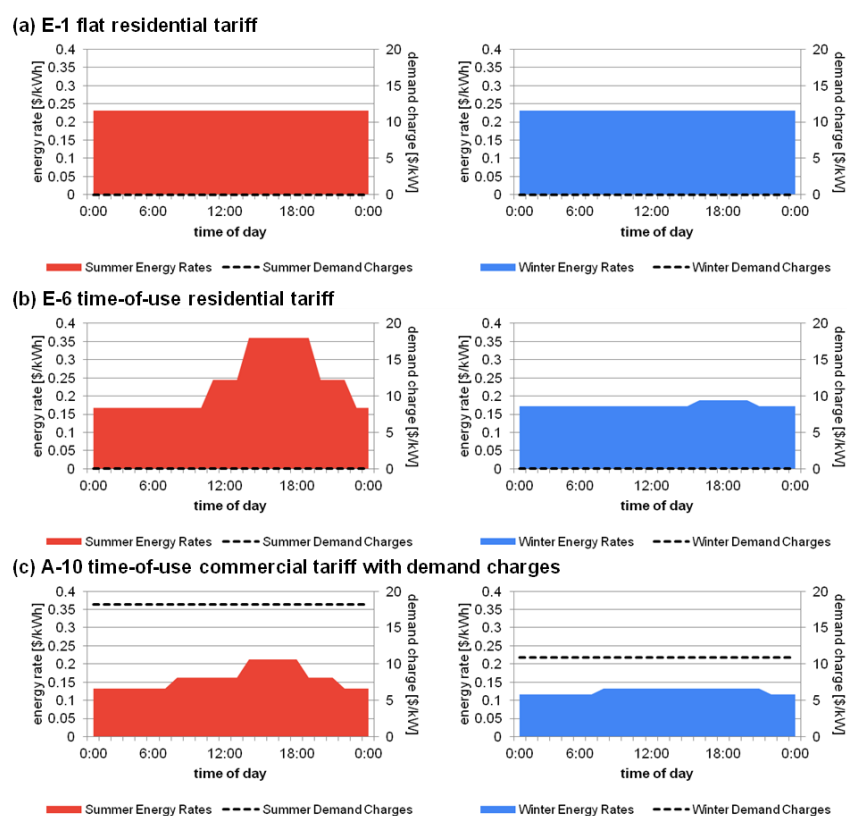 (a) E-1 flat residential tariff
0.4
0.35
0.3
0.25
0.2
0.15
0.1
0.05
0
energy rate [$/kWh]
20
15
10
5
0
demand charge [$/kW]
0:00 6:00 12:00 18:00 0:00
time of day
Summer Energy Rates Summer Demand Charges
0.4
0.35
0.3
0.25
0.2
0.15
0.1
0.05
0
energy rate [$/kWh]
20
15
10
5
0
demand charge [$/kW]
0:00 6:00 12:00 18:00 0:00
time of day
Winter Energy Rates Winter Demand Charges
(b) E-6 time-of-use residential tariff
0.4
0.35
0.3
0.25
0.2
0.15
0.1
0.05
0
energy rate [$/kWh]
20
15
10
5
0
demand charge [$/kW]
0:00 6:00 12:00 18:00 0:00
time of day
Summer Energy Rates Summer Demand Charges
0.4
0.35
0.3
0.25
0.2
0.15
0.1
0.05
0
energy rate [$/kWh]
20
15
10
5
0
demand charge [$/kW]
0:00 6:00 12:00 18:00 0:00
time of day
Winter Energy Rates Winter Demand Charges
(c) A-10 time-of-use commercial tariff with demand charges
0.4
0.35
0.3
0.25
0.2
0.15
0.1
0.05
0
energy rate [$/kWh]
20
15
10
5
0
demand charge [$/kW]
0:00 6:00 12:00 18:00 0:00
time of day
Summer Energy Rates Summer Demand Charges
0.4
0.35
0.3
0.25
0.2
0.15
0.1
0.05
0
energy rate [$/kWh]
20
15
10
5
0
demand charge [$/kW]
0:00 6:00 12:00 18:00 0:00
time of day
Winter Energy Rates Winter Demand Charges